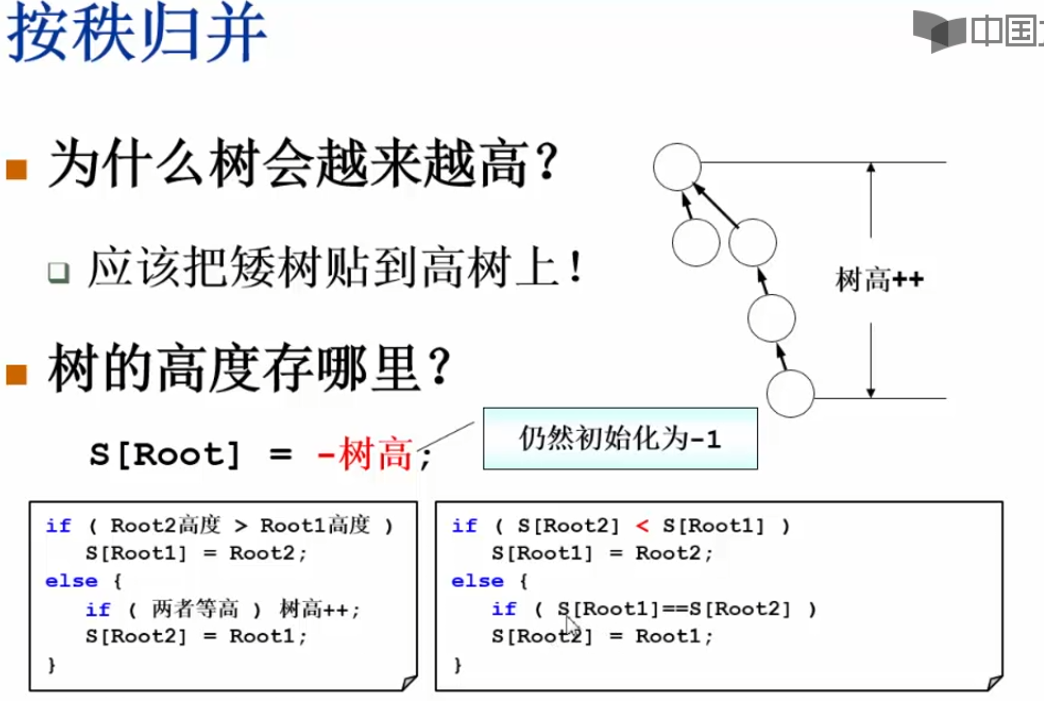 按秩归并
中国
为什么树会越来越高?
应该把矮树贴到高树上!
树高++
树的高度存哪里?
S[Root] = -树高;
仍然初始化为-1
if ( Root2高度 > Root1高度 )
S[Root1] = Root2;
else {
if ( 两者等高 ) 树高++;
S[Root2] = Root1;
}
if ( S[Root2] < S[Root1] )
S[Root1] = Root2;
else {
if ( S[Root1]==S[Root2] )
S[Root2] = Root1;
}